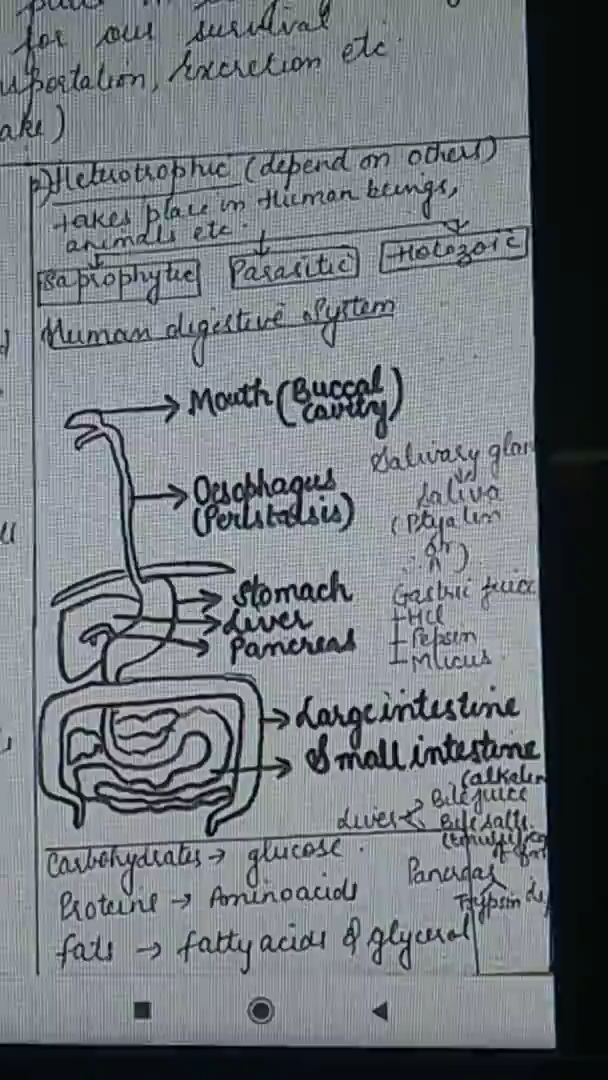 for our survival
Excretion etc.
Heterotrophic (depend on others)
takes place in Human beings,
animals etc.
Saprophytic Parasitic Holozoic
Human digestive System
Mouth (Buccal
cavity)
Oesophagus
(Peristalsis)
Salivary glan
Saliva
(Ptyalin
or
Stomach
Liver
Pancreas
Gastric juice
HCl
Pepsin
Mucus
Large intestine
Small intestine
(alkalin
Liver Bile juice
Bile salts
Carbohydrates → glucose.
Proteins → Aminoacids
fats → fatty acids & glycerol
Pancreas
Trypsin